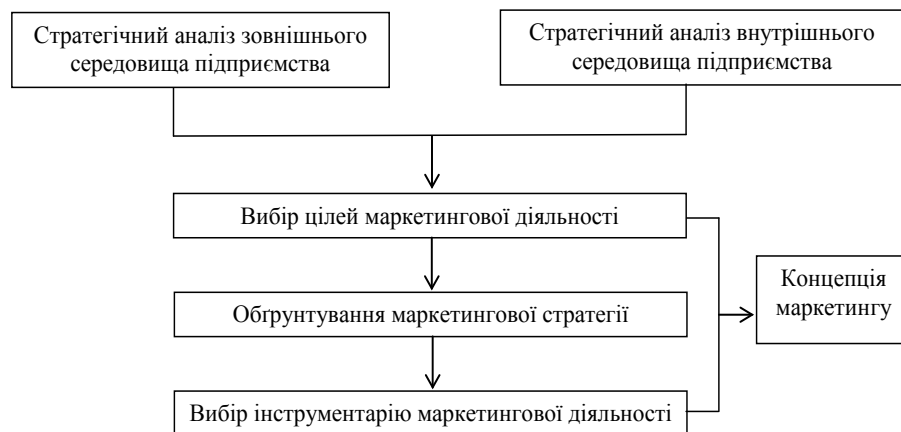 Стратегічний аналіз зовнішнього
середовища підприємства
Стратегічний аналіз внутрішнього
середовища підприємства
Вибір цілей маркетингової діяльності
Обґрунтування маркетингової стратегії
Вибір інструментарію маркетингової діяльності
Концепція
маркетингу